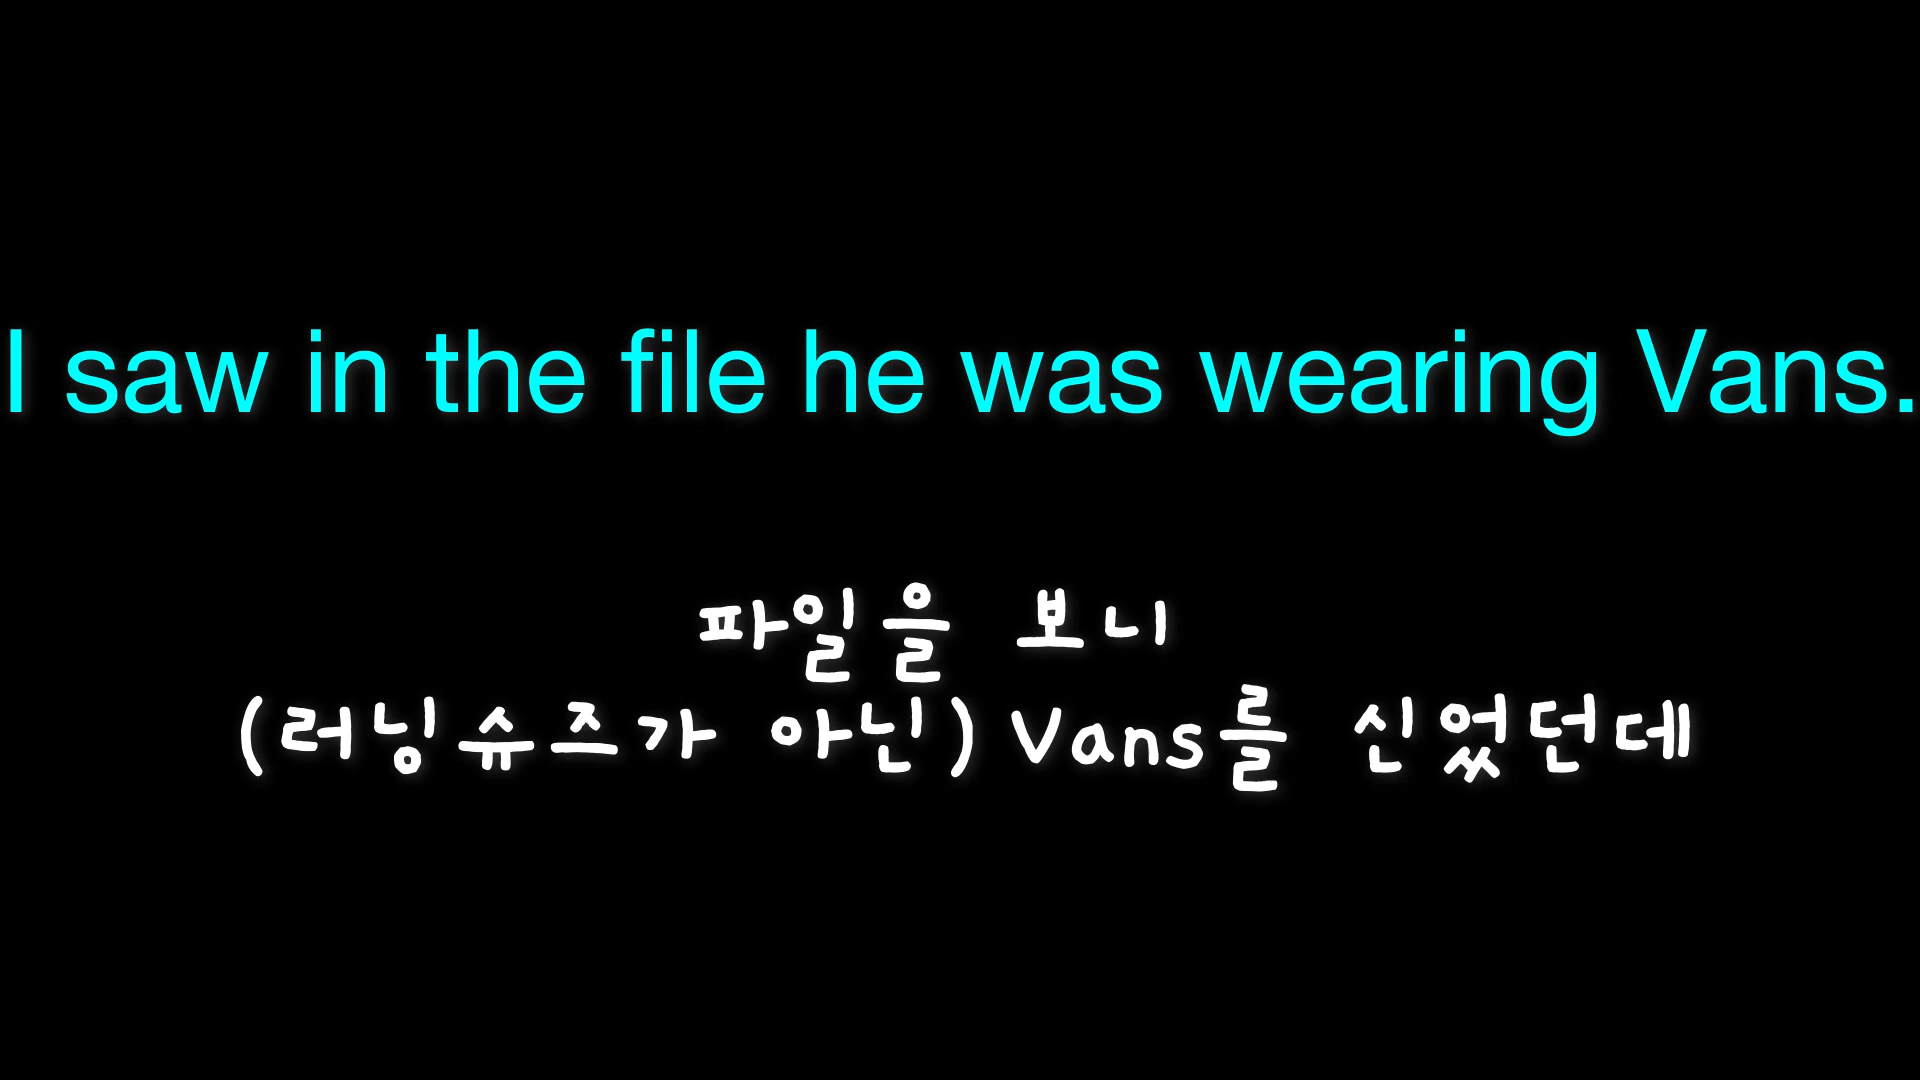 I saw in the file he was wearing Vans.
파일을 보니
(러닝슈즈가 아닌) Vans를 신었던데